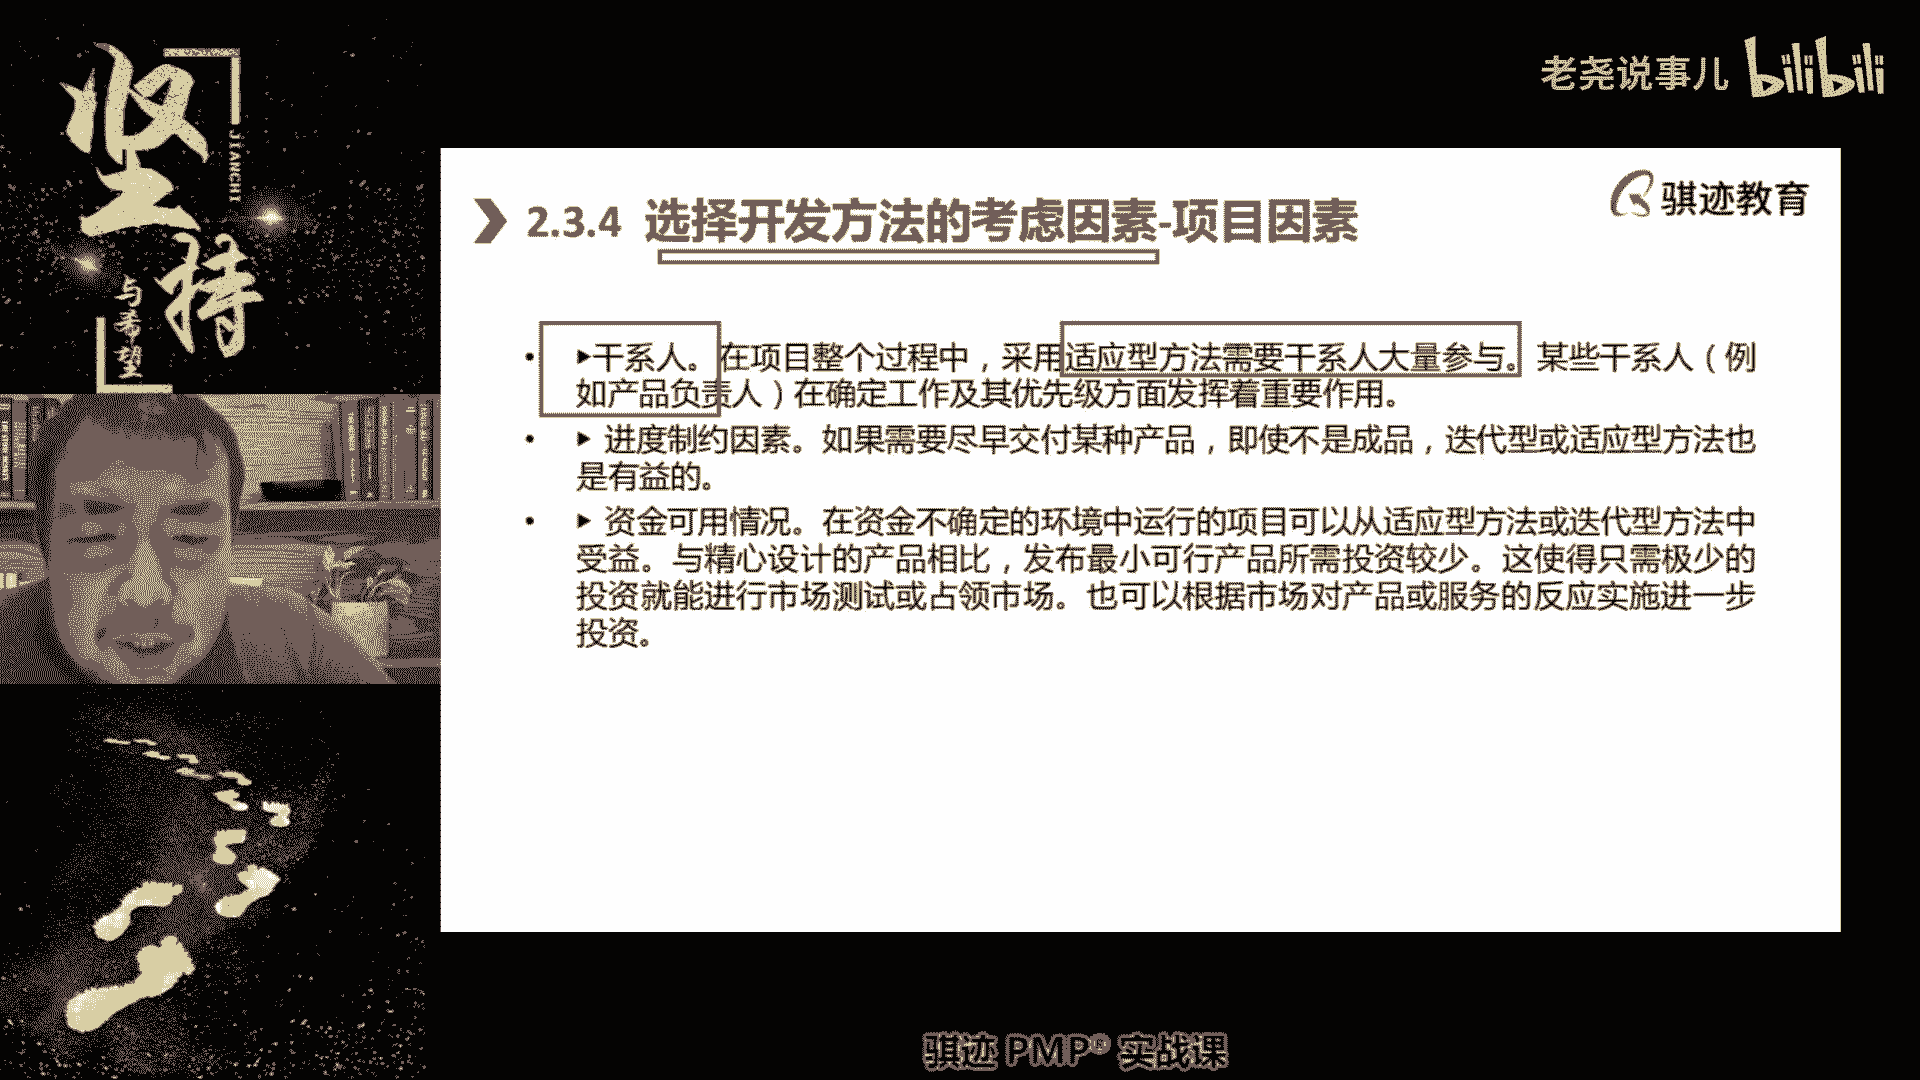 坚持
JIANCHI
与希望
老尧说事儿 bilibili
骐迹教育
2.3.4 选择开发方法的考虑因素-项目因素
• ▶干系人。在项目整个过程中，采用适应型方法需要干系人大量参与。某些干系人（例
如产品负责人）在确定工作及其优先级方面发挥着重要作用。
• ▶ 进度制约因素。如果需要尽早交付某种产品，即使不是成品，迭代型或适应型方法也
是有益的。
• ▶ 资金可用情况。在资金不确定的环境中运行的项目可以从适应型方法或迭代型方法中
受益。与精心设计的产品相比，发布最小可行产品所需投资较少。这使得只需极少的
投资就能进行市场测试或占领市场。也可以根据市场对产品或服务的反应实施进一步
投资。
骐迹 PMP® 实战课